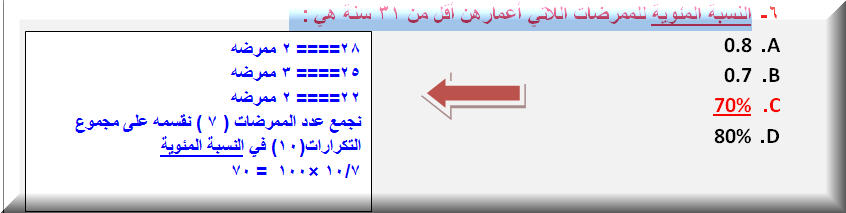 ٦- النسبة المئوية للممرضات اللاتي أعمارهن أقل من ٣١ سنة هي :
0.8 .A
0.7 .B
70% .C
80% .D
٢٨==== ٢ ممرضه
٢٥==== ٣ ممرضه
٢٢==== ٢ ممرضه
نجمع عدد الممرضات ( ٧ ) نقسمه على مجموع
التكرارات(١٠) في النسبة المئوية
١٠/٧ ×١٠٠ = ٧٠